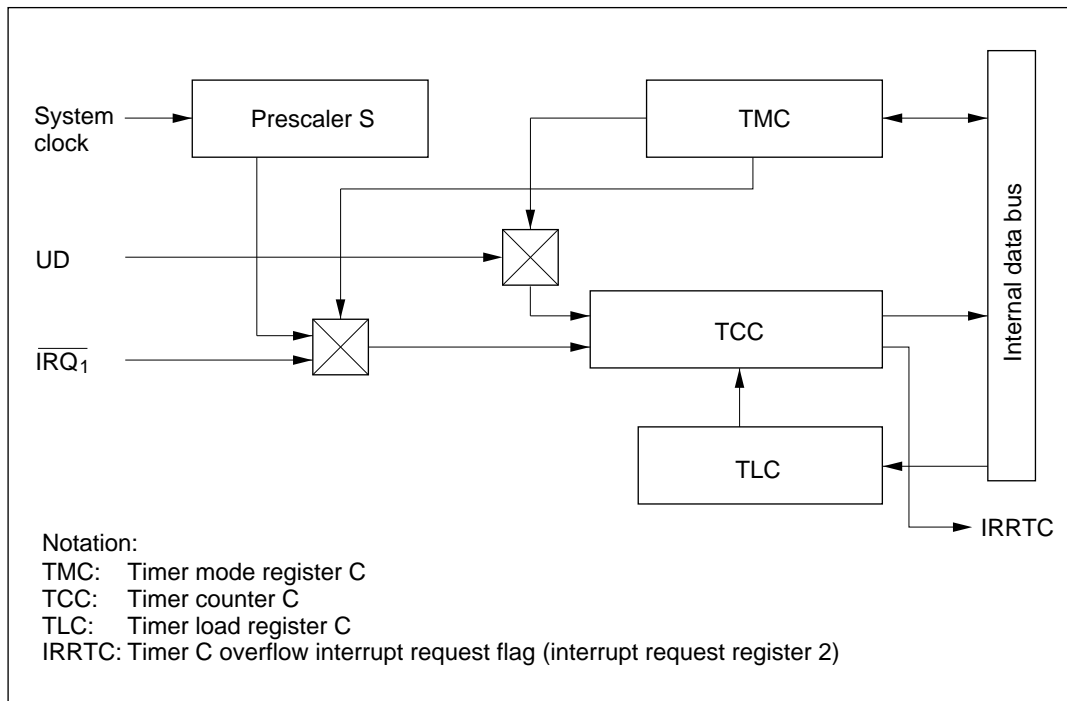 System
clock
Prescaler S
TMC
Internal data bus
UD
TCC
I̅R̅Q̅₁
TLC
IRRTC
Notation:
TMC: Timer mode register C
TCC: Timer counter C
TLC: Timer load register C
IRRTC: Timer C overflow interrupt request flag (interrupt request register 2)